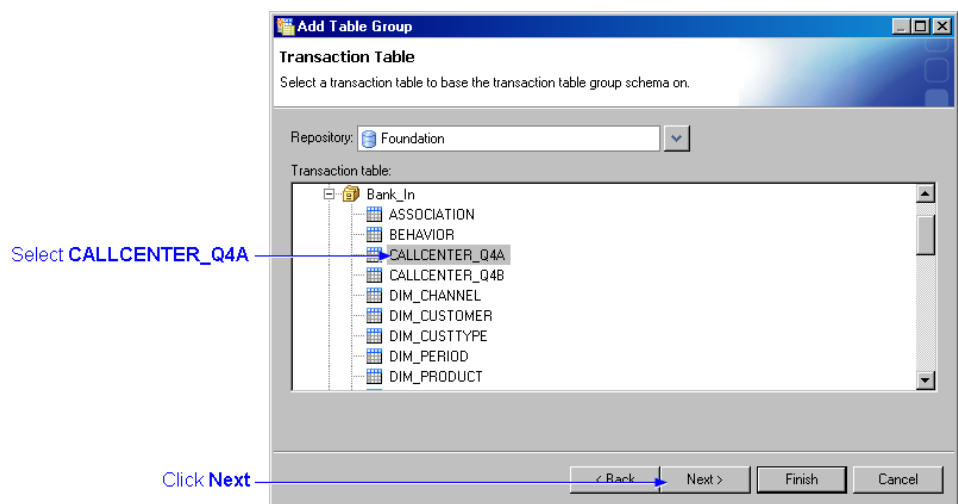 Add Table Group
Transaction Table
Select a transaction table to base the transaction table group schema on.
Repository: Foundation
Transaction table:
Bank_In
ASSOCIATION
BEHAVIOR
Select CALLCENTER_Q4A
CALLCENTER_Q4A
CALLCENTER_Q4B
DIM_CHANNEL
DIM_CUSTOMER
DIM_CUSTTYPE
DIM_PERIOD
DIM_PRODUCT
Click Next
< Back Next > Finish Cancel